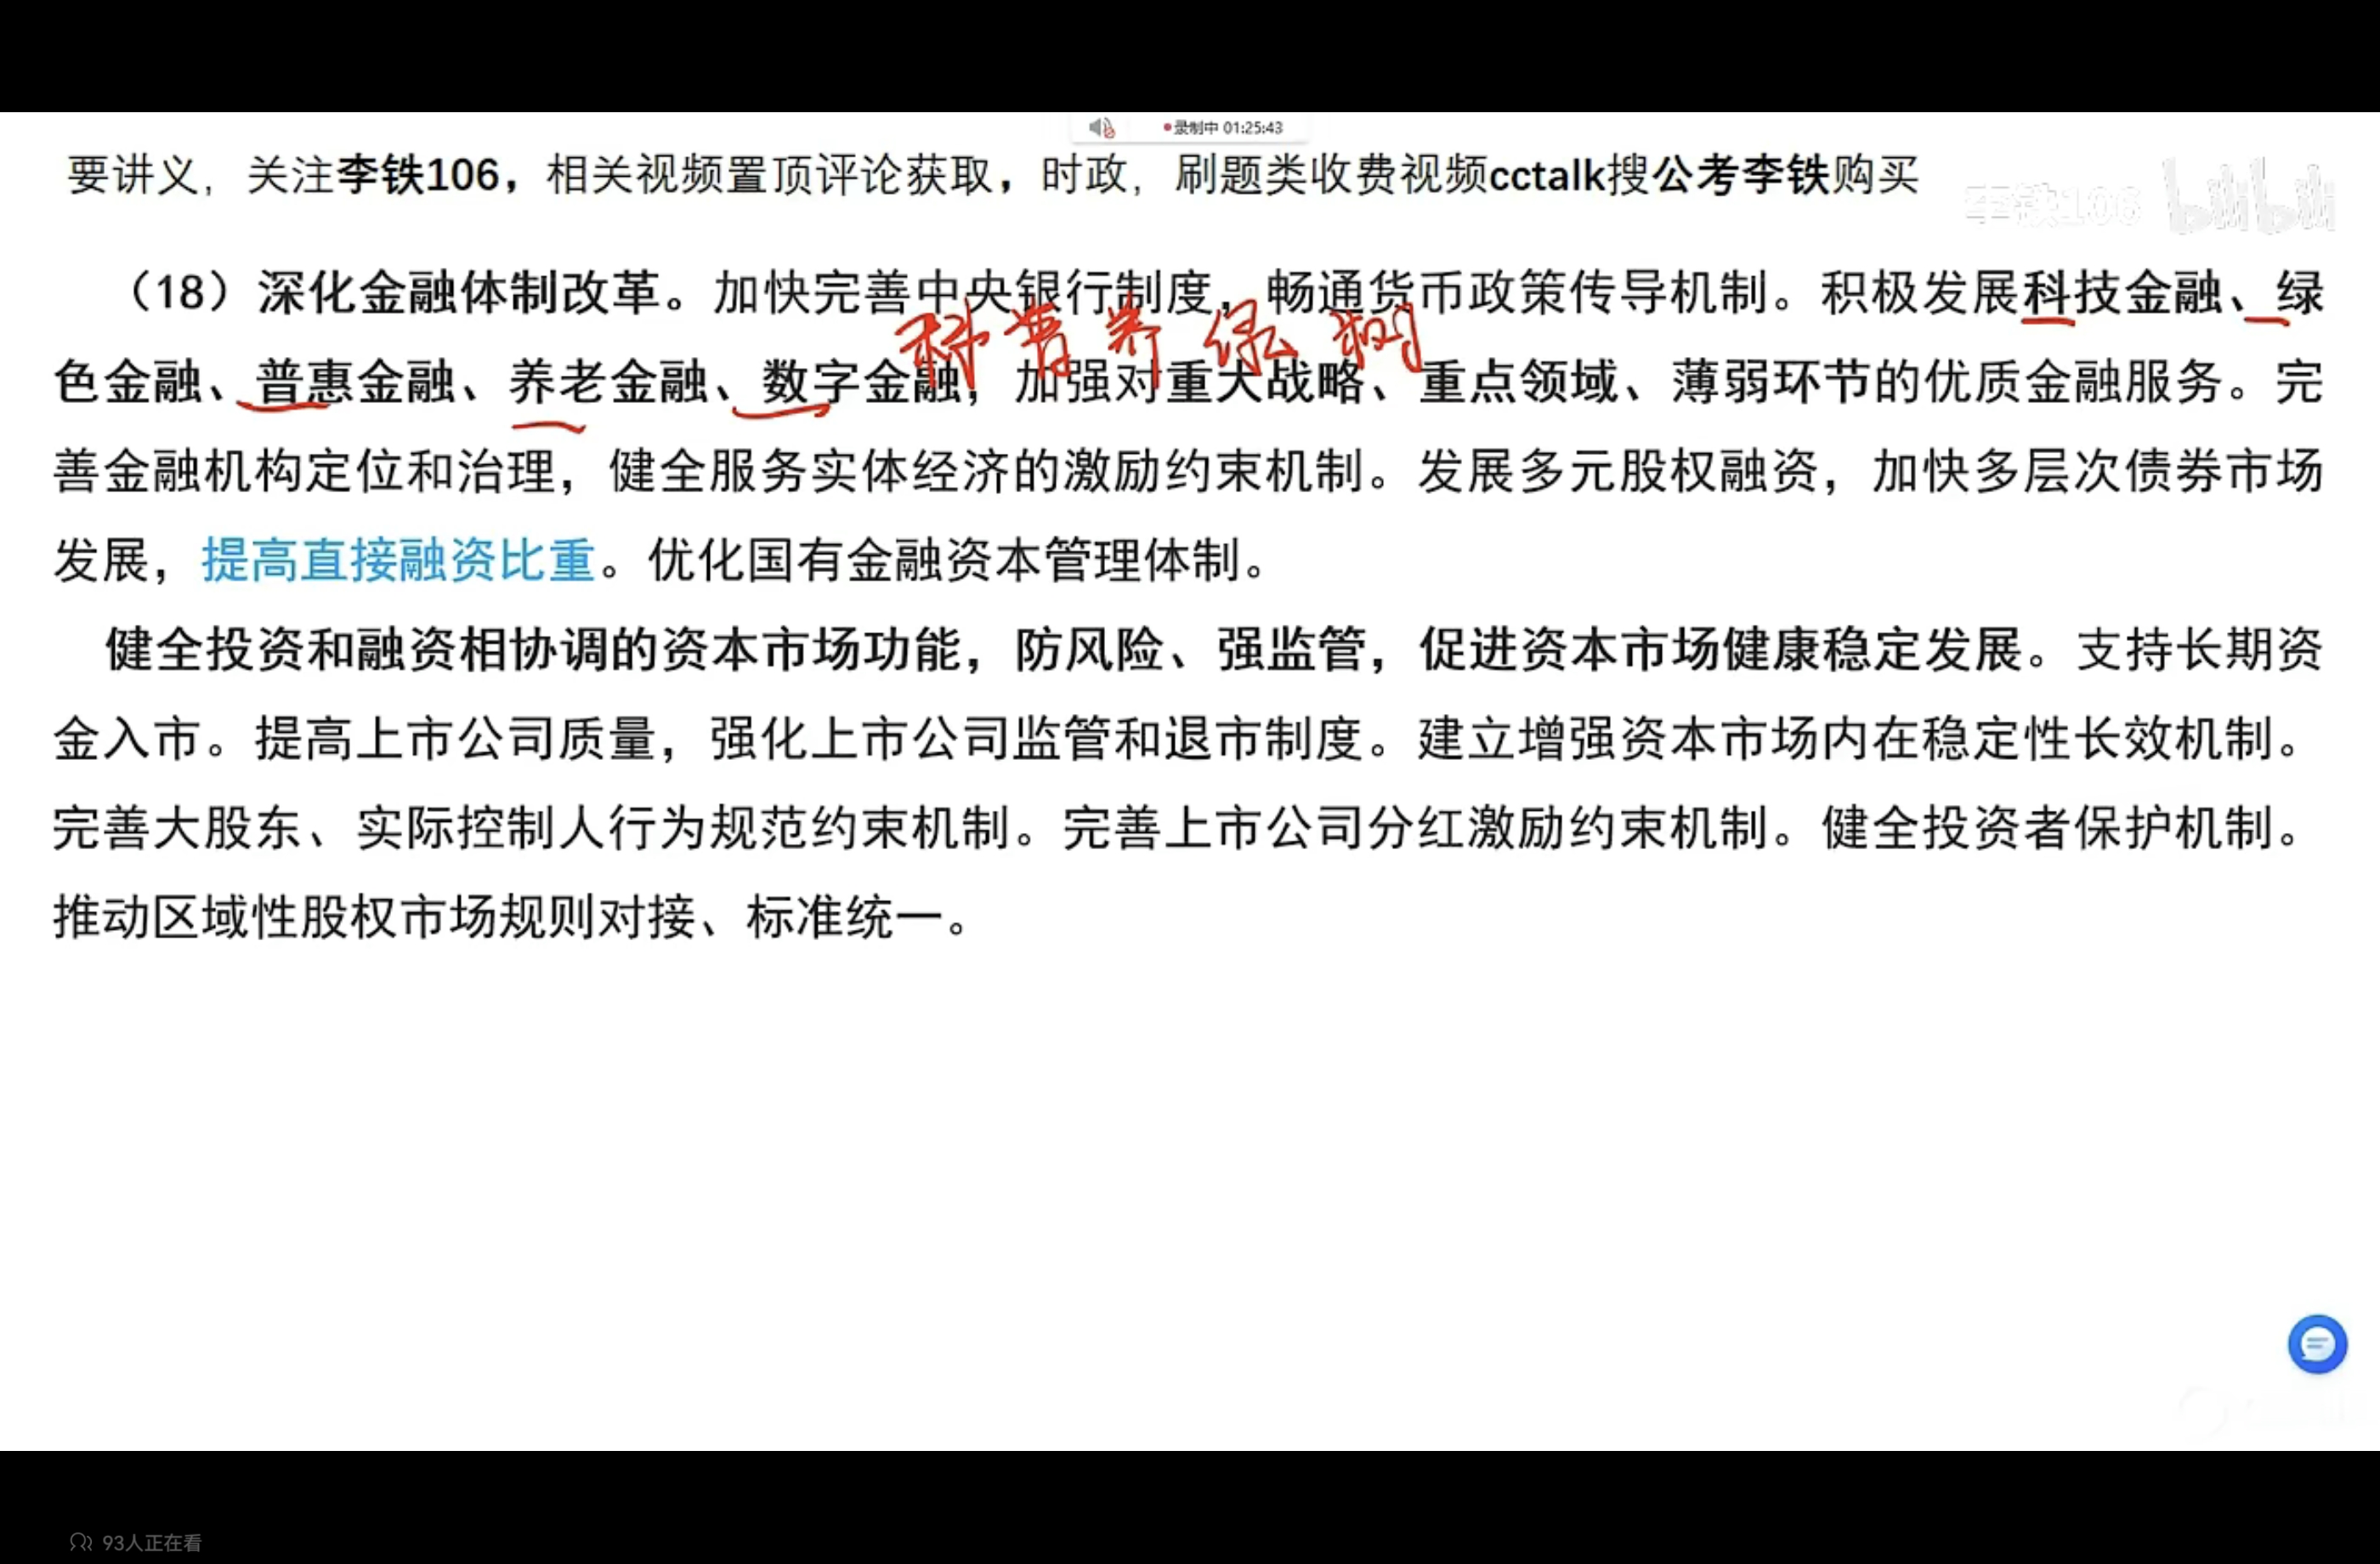 录制中 01:25:43
要讲义，关注李铁106，相关视频置顶评论获取，时政，刷题类收费视频cctalk搜公考李铁购买
李铁106 bilibili
（18）深化金融体制改革。加快完善中央银行制度，畅通货币政策传导机制。积极发展科技金融、绿
科普养绿树
色金融、普惠金融、养老金融、数字金融，加强对重大战略、重点领域、薄弱环节的优质金融服务。完
善金融机构定位和治理，健全服务实体经济的激励约束机制。发展多元股权融资，加快多层次债券市场
发展，提高直接融资比重。优化国有金融资本管理体制。
健全投资和融资相协调的资本市场功能，防风险、强监管，促进资本市场健康稳定发展。支持长期资
金入市。提高上市公司质量，强化上市公司监管和退市制度。建立增强资本市场内在稳定性长效机制。
完善大股东、实际控制人行为规范约束机制。完善上市公司分红激励约束机制。健全投资者保护机制。
推动区域性股权市场规则对接、标准统一。
93人正在看